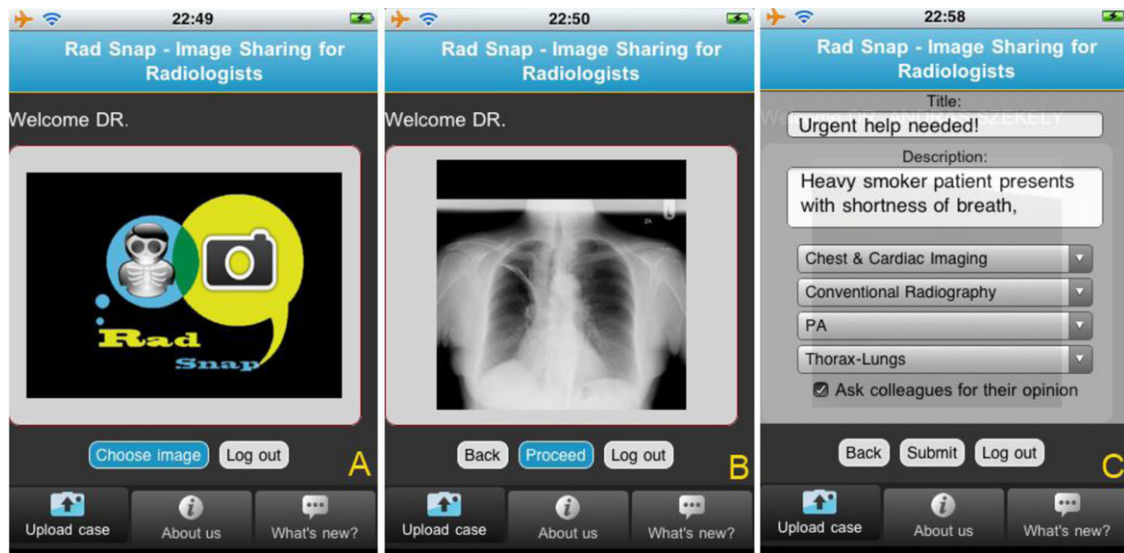 22:49
Rad Snap - Image Sharing for
Radiologists
Welcome DR.
Rad
Snap
Choose image
Log out
A
Upload case
About us
What's new?
22:50
Rad Snap - Image Sharing for
Radiologists
Welcome DR.
L
Back
Proceed
Log out
B
Upload case
About us
What's new?
22:58
Rad Snap - Image Sharing for
Radiologists
Title:
Welcome DR. ANDRAS SZEKELY
Urgent help needed!
Description:
Heavy smoker patient presents
with shortness of breath,
Chest & Cardiac Imaging
Conventional Radiography
PA
Thorax-Lungs
Ask colleagues for their opinion
Back
Submit
Log out
C
Upload case
About us
What's new?